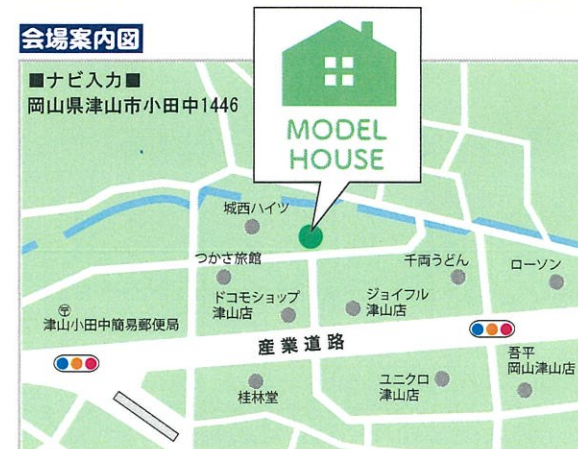 会場案内図
■ナビ入力■
岡山県津山市小田中1446
MODEL
HOUSE
城西ハイツ
つかさ旅館
千両うどん
ローソン
ドコモショップ
津山店
ジョイフル
津山店
〶
津山小田中簡易郵便局
産業道路
吾平
岡山津山店
桂林堂
ユニクロ
津山店